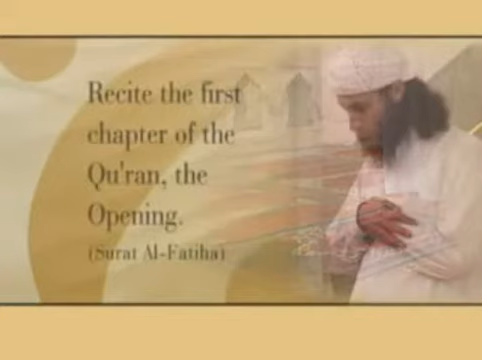 Recite the first
chapter of the
Qu'ran, the
Opening.
(Surat Al-Fatiha)